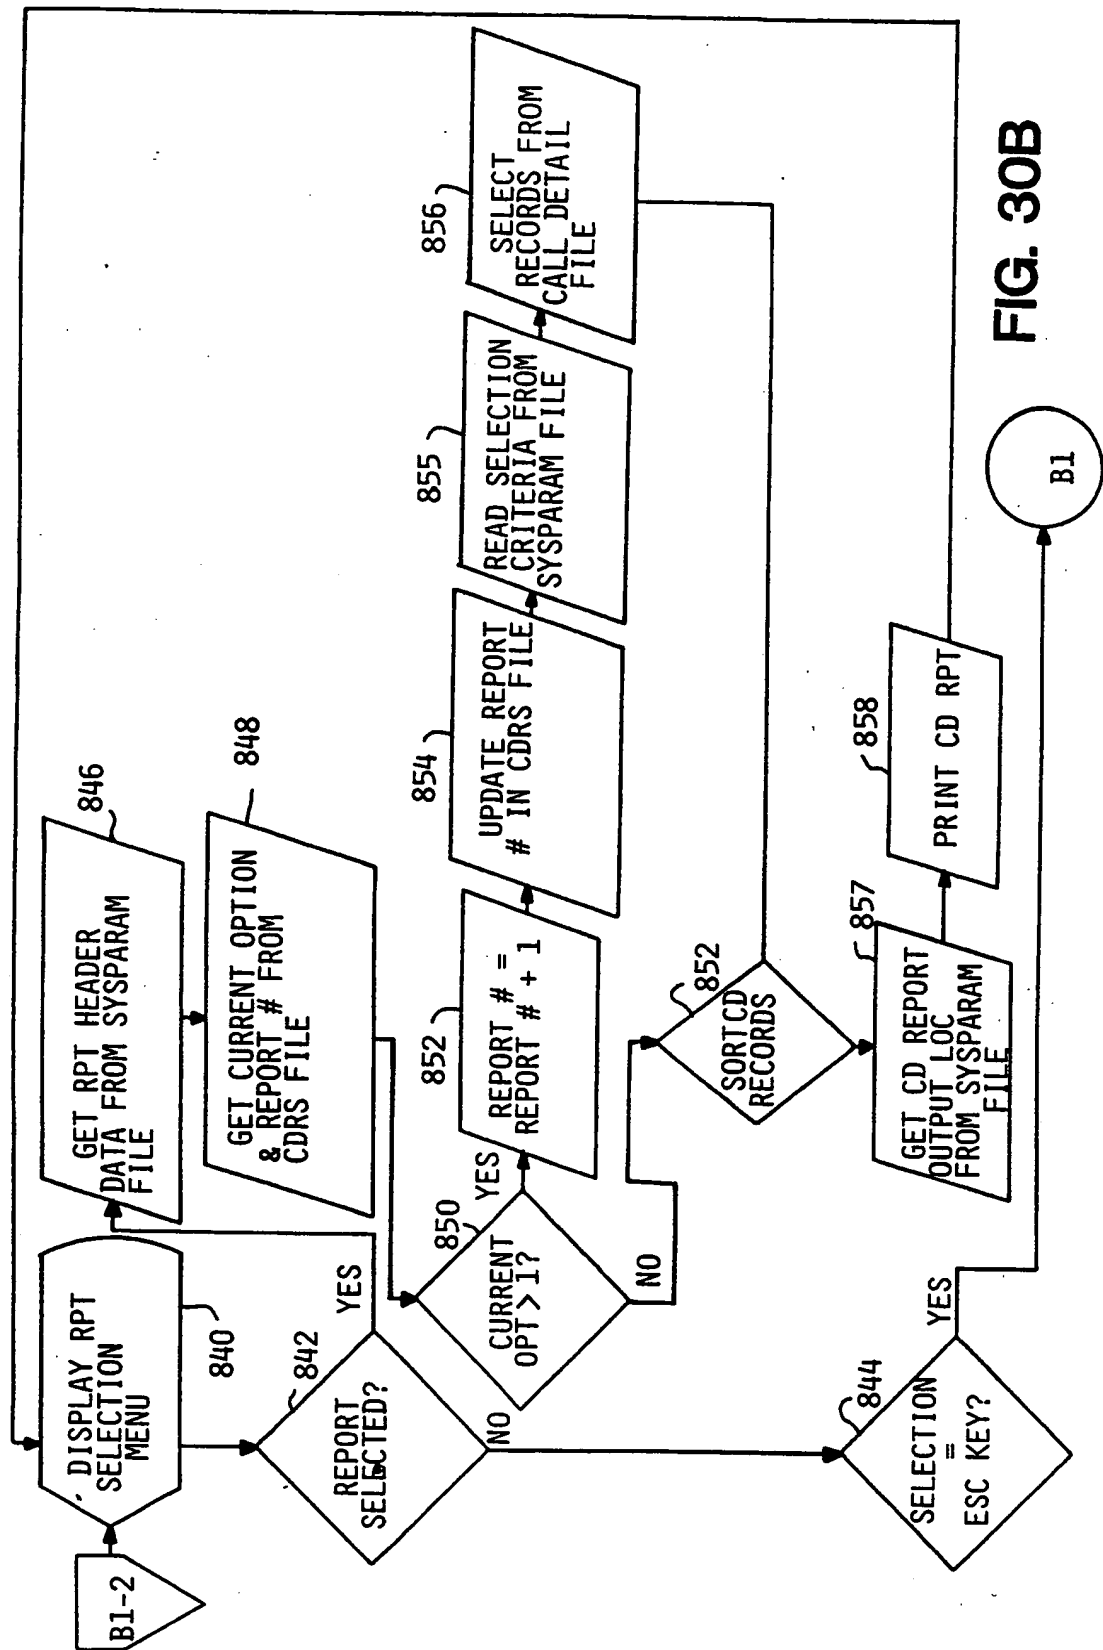 B1-2
DISPLAY RPT
SELECTION
MENU
840
GET RPT HEADER
DATA FROM SYSPARAM
FILE
846
REPORT
SELECTED?
842
YES
NO
GET CURRENT OPTION
& REPORT # FROM
CDRS FILE
848
CURRENT
OPT > 1?
850
YES
NO
REPORT # =
REPORT # + 1
852
UPDATE REPORT
# IN CDRS FILE
854
READ SELECTION
CRITERIA FROM
SYSPARAM FILE
855
SELECT
RECORDS FROM
CALL DETAIL
FILE
856
SORT CD
RECORDS
852
GET CD REPORT
OUTPUT LOC
FROM SYSPARAM
FILE
857
PRINT CD RPT
858
SELECTION
=
ESC KEY?
844
YES
B1
FIG. 30B